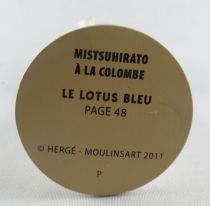 MISTSUHIRATO
À LA COLOMBE
LE LOTUS BLEU
PAGE 48
© HERGÉ - MOULINSART 2011
P